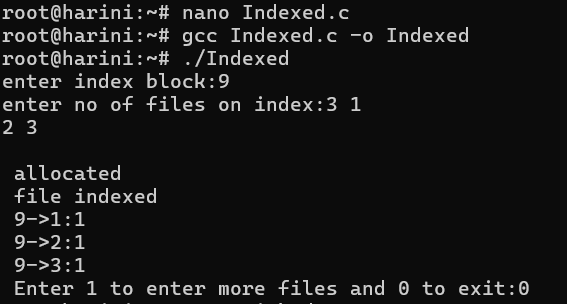 root@harini:~# nano Indexed.c
root@harini:~# gcc Indexed.c -o Indexed
root@harini:~# ./Indexed
enter index block:9
enter no of files on index:3 1
2 3
allocated
file indexed
9->1:1
9->2:1
9->3:1
Enter 1 to enter more files and 0 to exit:0